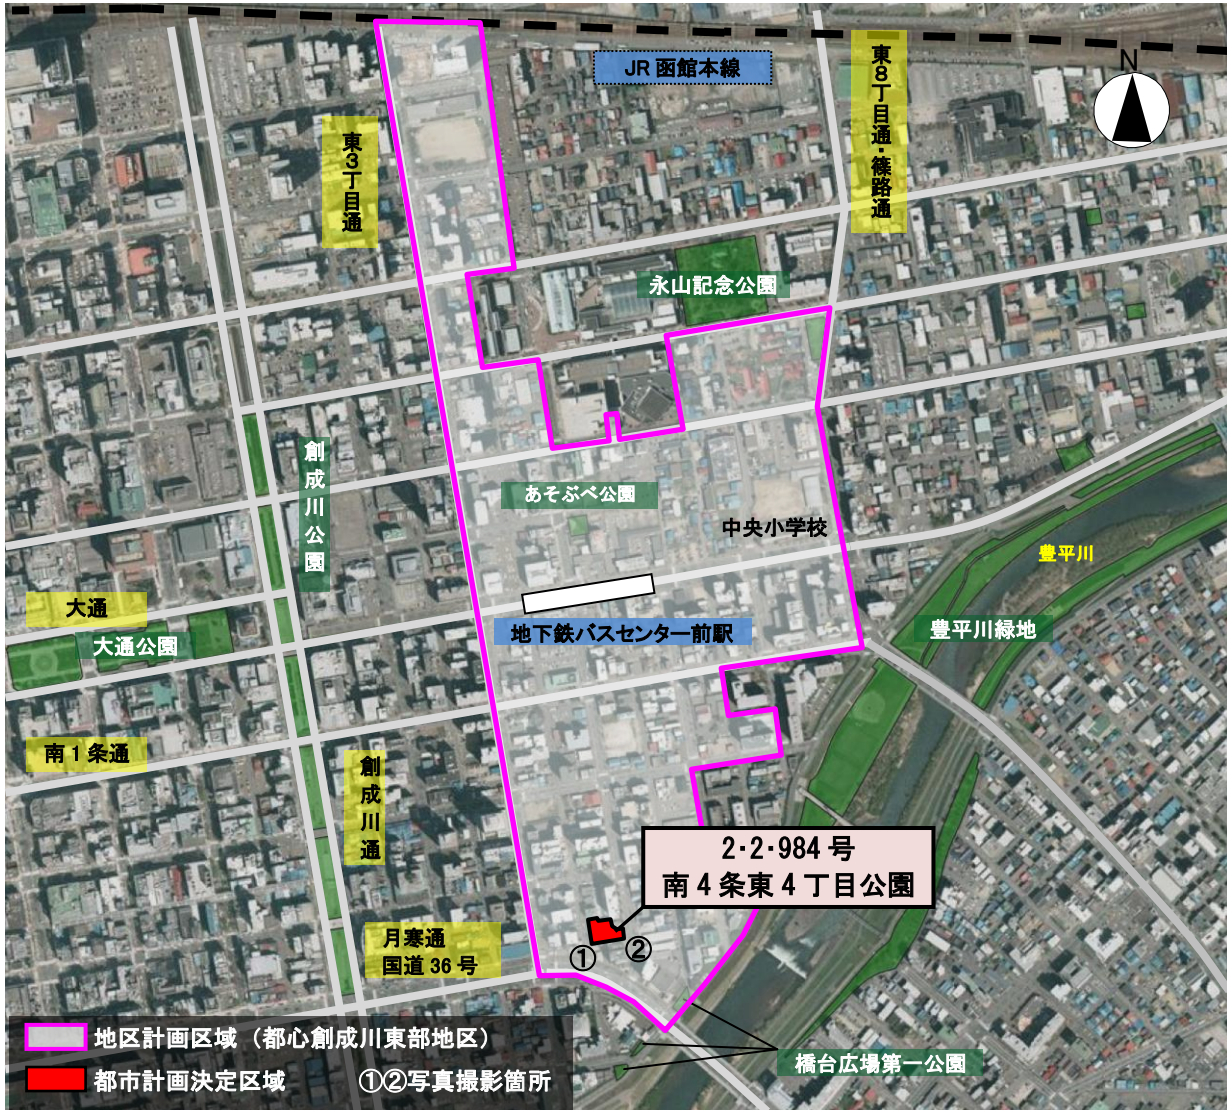 JR 函館本線
N
東8丁目通・篠路通
東3丁目通
永山記念公園
創成川公園
あそぶべ公園
中央小学校
豊平川
大通
大通公園
地下鉄バスセンター前駅
豊平川緑地
南1条通
創成川通
2・2・984 号
南4条東4丁目公園
月寒通
国道 36 号
① ②
地区計画区域（都心創成川東部地区）
都市計画決定区域 ①②写真撮影箇所
橋台広場第一公園